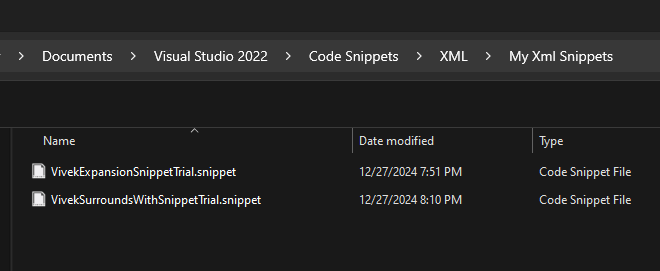 Documents > Visual Studio 2022 > Code Snippets > XML > My Xml Snippets
Name Date modified Type
VivekExpansionSnippetTrial.snippet 12/27/2024 7:51 PM Code Snippet File
VivekSurroundsWithSnippetTrial.snippet 12/27/2024 8:10 PM Code Snippet File